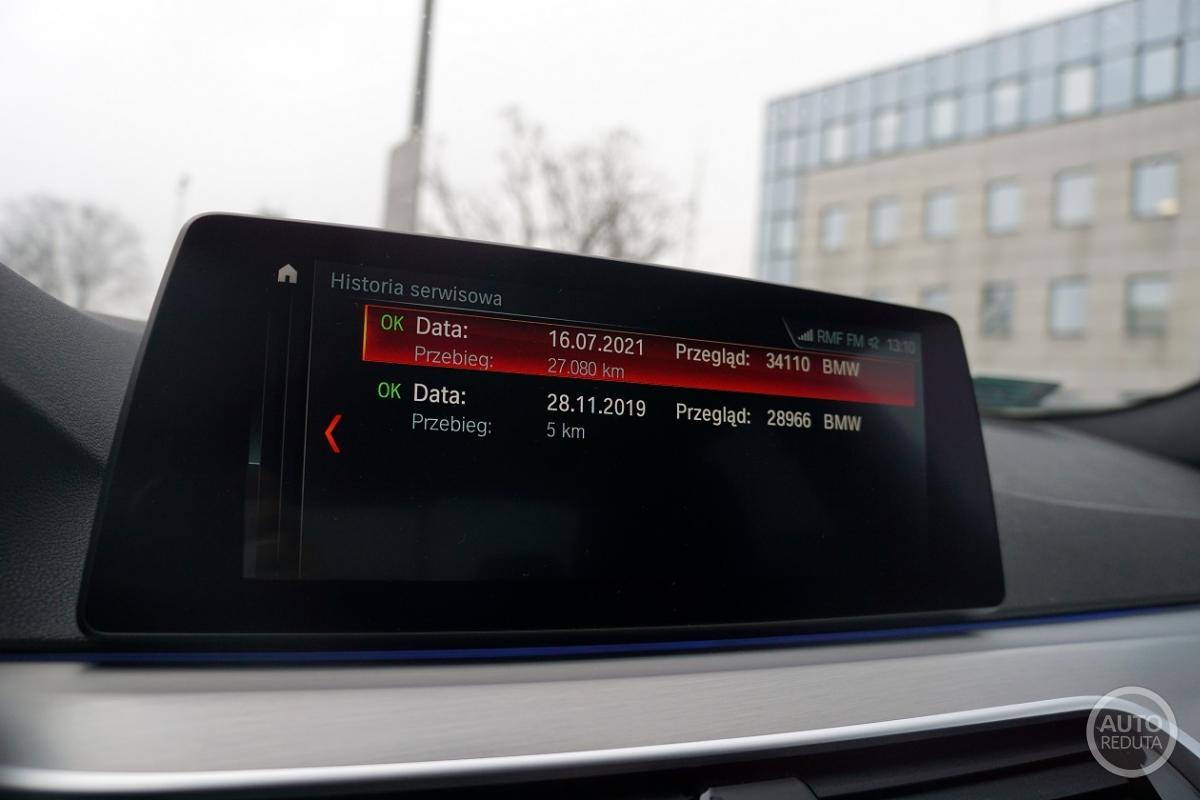 Historia serwisowa
RMF FM 13:10
OK Data: 16.07.2021 Przegląd: 34110 BMW
Przebieg: 27.080 km
OK Data: 28.11.2019 Przegląd: 28966 BMW
Przebieg: 5 km
AUTO
REDUTA